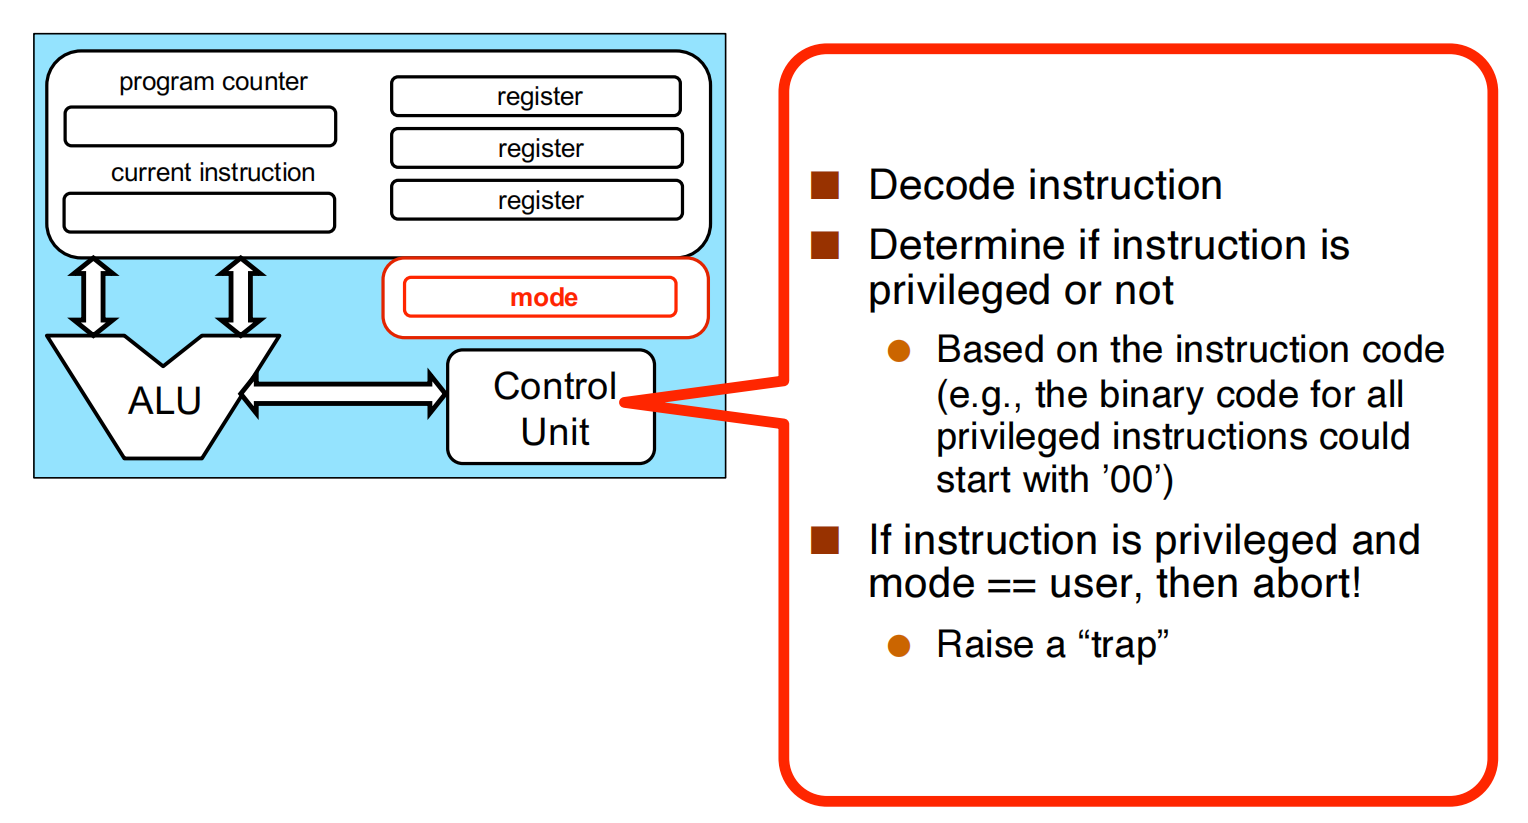 program counter
current instruction
register
register
register
mode
ALU
Control
Unit
Decode instruction
Determine if instruction is
privileged or not
Based on the instruction code
(e.g., the binary code for all
privileged instructions could
start with ’00’)
If instruction is privileged and
mode == user, then abort!
Raise a “trap”